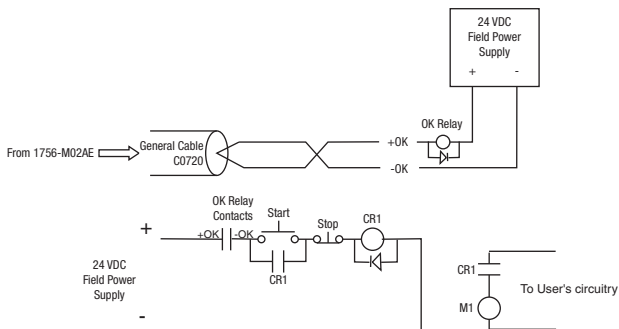 24 VDC
Field Power
Supply
+ -
OK Relay
+OK
General Cable
C0720
From 1756-M02AE
-OK
OK Relay
Contacts
Start
Stop
CR1
+
+OK
-OK
CR1
24 VDC
Field Power
Supply
-
CR1
To User's circuitry
M1